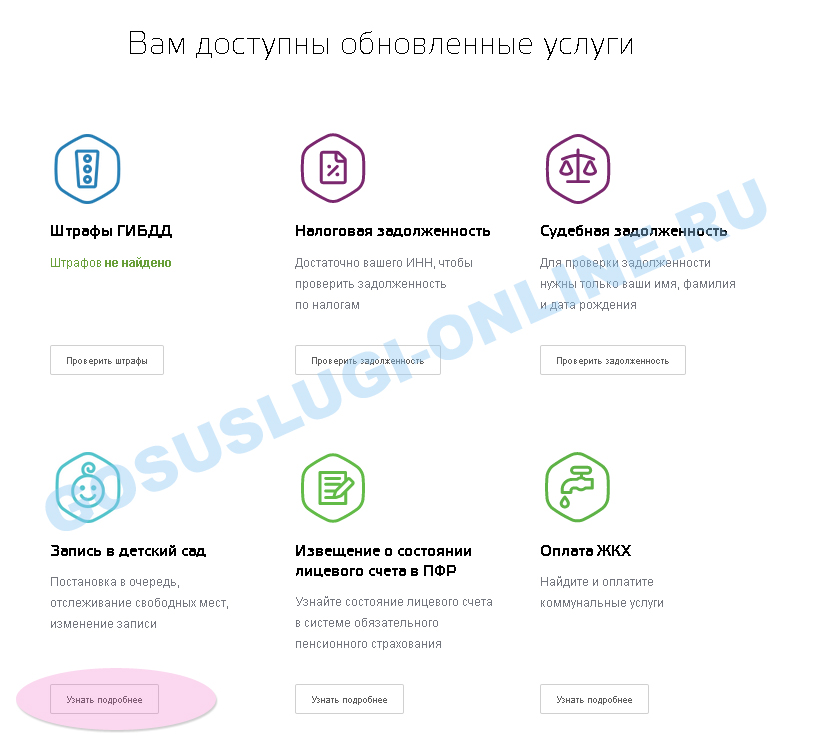 Вам доступны обновленные услуги
Штрафы ГИБДД
Штрафов не найдено
Проверить штрафы
Налоговая задолженность
Достаточно вашего ИНН, чтобы
проверить задолженность
по налогам
Проверить задолженность
Судебная задолженность
Для проверки задолженности
нужны только ваши имя, фамилия
и дата рождения
Проверить задолженность
Запись в детский сад
Постановка в очередь,
отслеживание свободных мест,
изменение записи
Узнать подробнее
Извещение о состоянии
лицевого счета в ПФР
Узнайте состояние лицевого счета
в системе обязательного
пенсионного страхования
Узнать подробнее
Оплата ЖКХ
Найдите и оплатите
коммунальные услуги
Узнать подробнее
GOSUSLUGI-ONLINE.RU